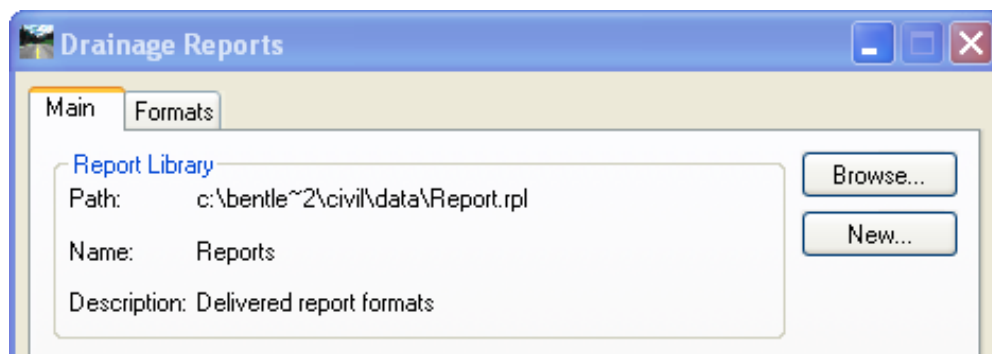 Drainage Reports
Main Formats
Report Library
Path: c:\bentle~2\civil\data\Report.rpl
Name: Reports
Description: Delivered report formats
Browse...
New...